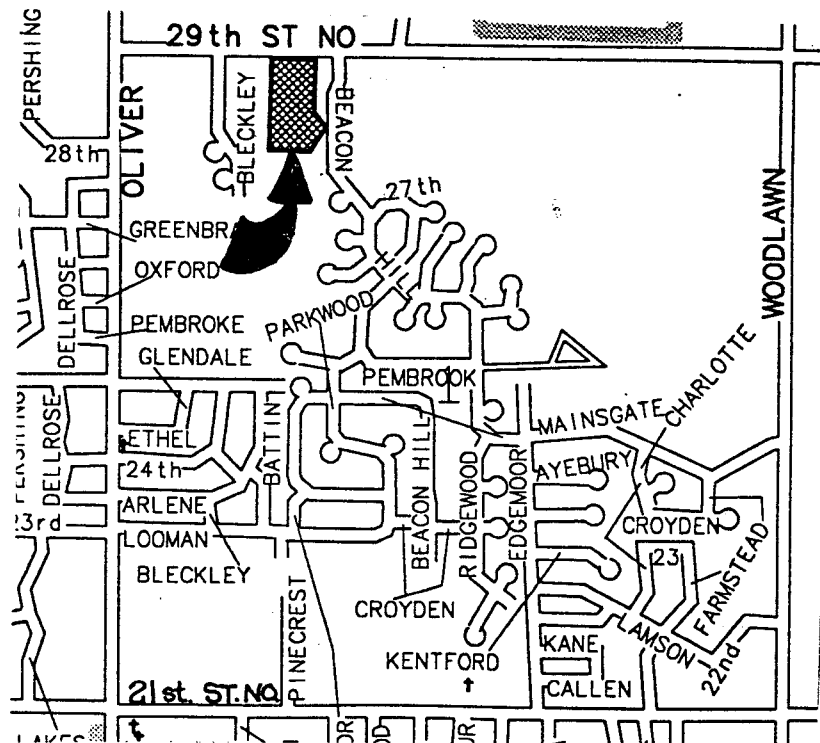 PERSHING
29th ST NO
OLIVER
BLECKLEY
BEACON
28th
27th
WOODLAWN
GREENBR
OXFORD
DELLROSE
PEMBROKE
PARKWOOD
GLENDALE
CHARLOTTE
PEMBROOK
DELLROSE
BATTIN
MAINSGATE
ETHEL
BEACON HILL
RIDGEWOOD
EDGEMOOR
AYEBURY
24th
ARLENE
23rd
CROYDEN
LOOMAN
BLECKLEY
23
FARMSTEAD
PINECREST
CROYDEN
LAMSON
KANE
KENTFORD
22nd
CALLEN
21st. ST. NO.
LAKES